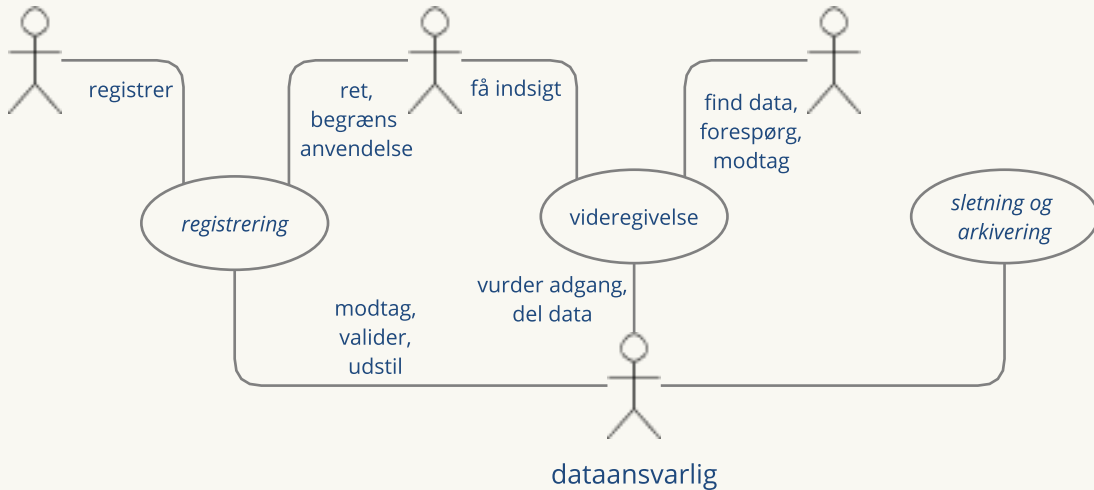 registrer
ret,
begræns
anvendelse
få indsigt
find data,
forespørg,
modtag
registrering
videregivelse
sletning og
arkivering
vurder adgang,
del data
modtag,
valider,
udstil
dataansvarlig